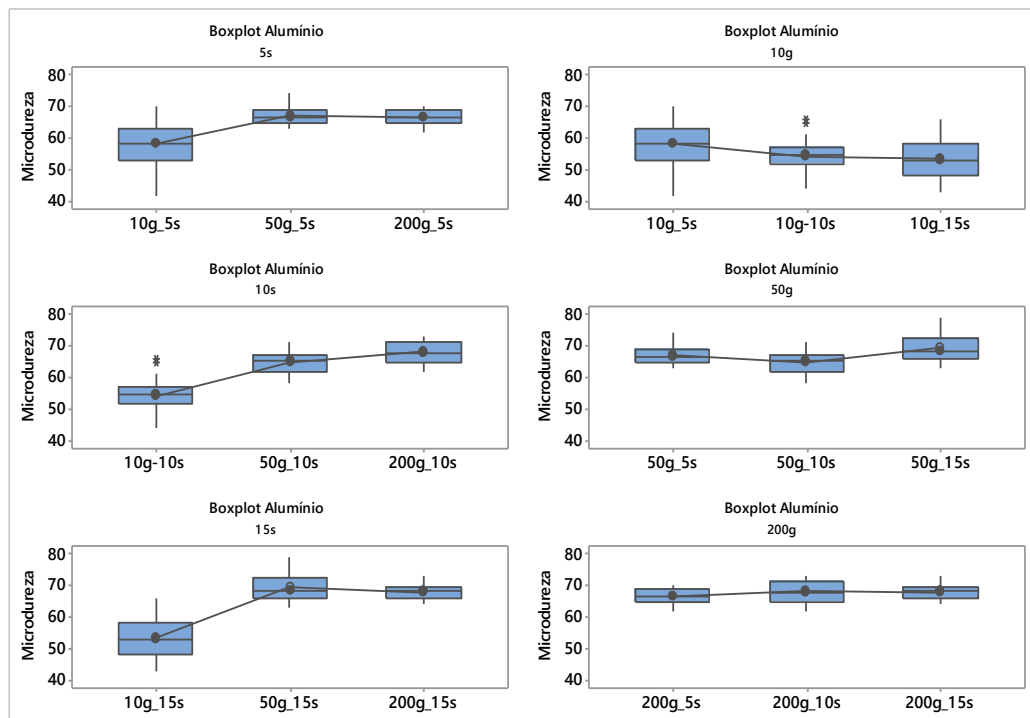 Boxplot Alumínio
5s
Microdureza
80
70
60
50
40
10g_5s 50g_5s 200g_5s
Boxplot Alumínio
10g
Microdureza
80
70
60
50
40
10g_5s 10g-10s 10g_15s
Boxplot Alumínio
10s
Microdureza
80
70
60
50
40
10g-10s 50g_10s 200g_10s
Boxplot Alumínio
50g
Microdureza
80
70
60
50
40
50g_5s 50g_10s 50g_15s
Boxplot Alumínio
15s
Microdureza
80
70
60
50
40
10g_15s 50g_15s 200g_15s
Boxplot Alumínio
200g
Microdureza
80
70
60
50
40
200g_5s 200g_10s 200g_15s